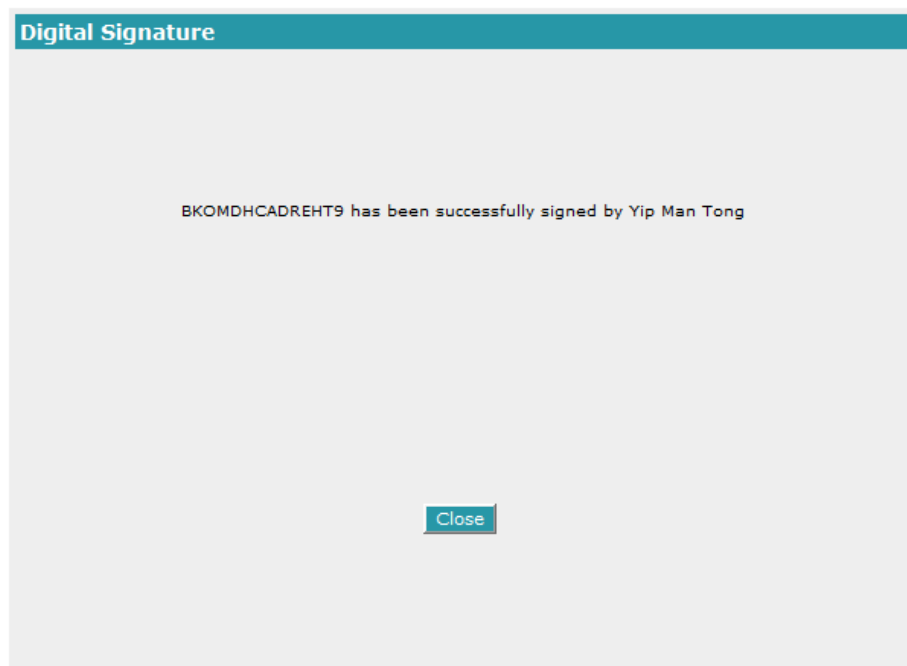 Digital Signature
BKOMDHCADREHT9 has been successfully signed by Yip Man Tong
Close